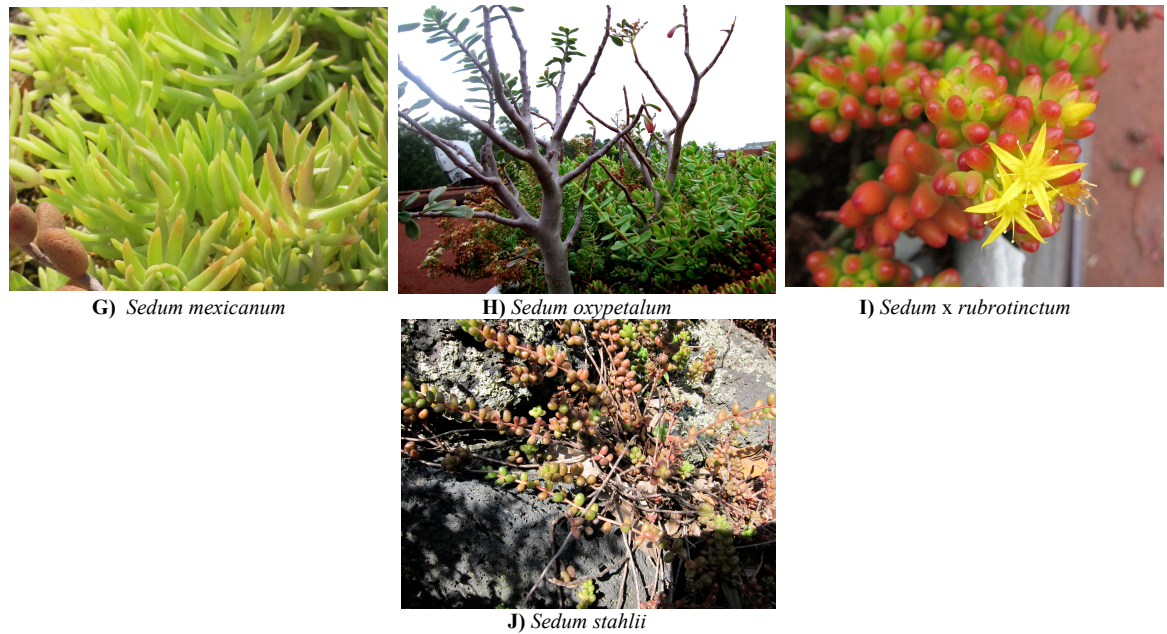 G) Sedum mexicanum
H) Sedum oxypetalum
I) Sedum x rubrotinctum
J) Sedum stahlii